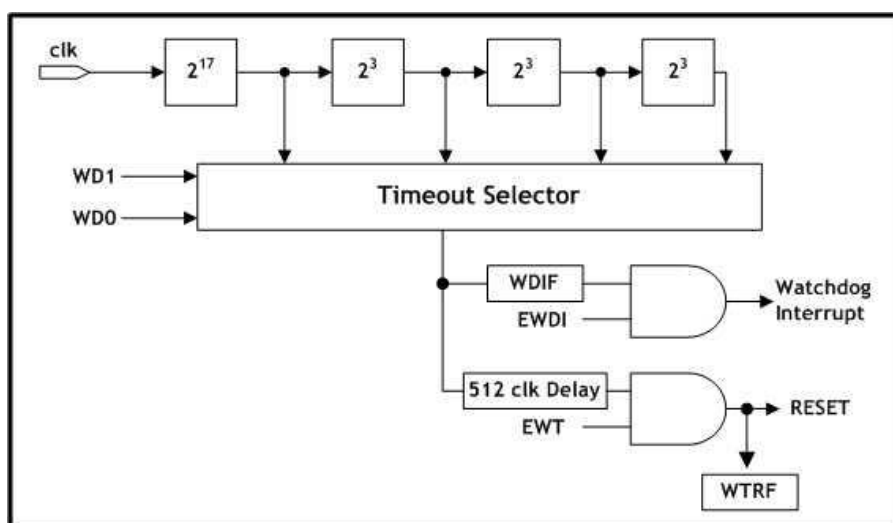 clk
2^17
2^3
2^3
2^3
WD1
WD0
Timeout Selector
WDIF
EWDI
Watchdog
Interrupt
512 clk Delay
EWT
RESET
WTRF